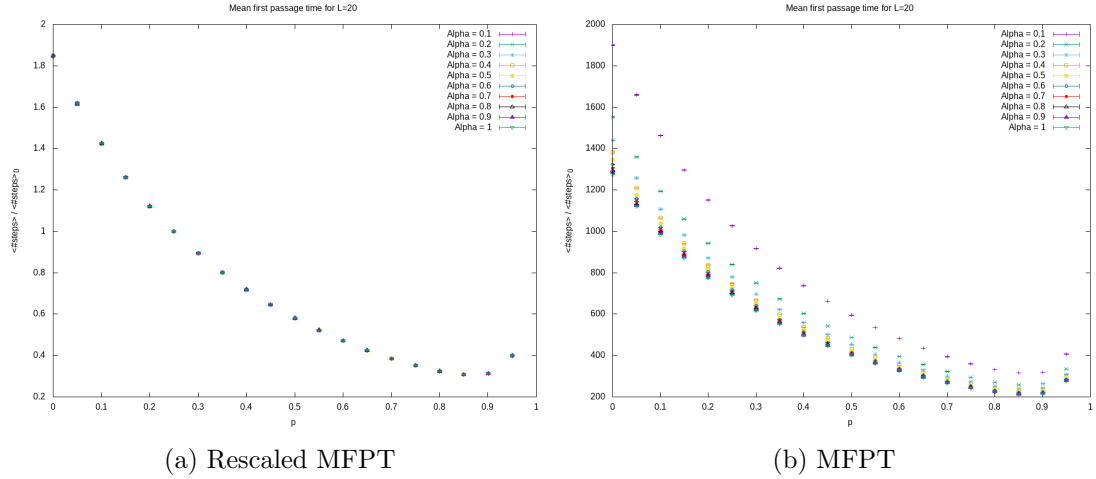 Mean first passage time for L=20
2
1.8
1.6
1.4
1.2
1
0.8
0.6
0.4
0.2
<#steps> / <#steps>₀
Alpha = 0.1
Alpha = 0.2
Alpha = 0.3
Alpha = 0.4
Alpha = 0.5
Alpha = 0.6
Alpha = 0.7
Alpha = 0.8
Alpha = 0.9
Alpha = 1
0 0.1 0.2 0.3 0.4 0.5 0.6 0.7 0.8 0.9 1
p
(a) Rescaled MFPT
Mean first passage time for L=20
2000
1800
1600
1400
1200
1000
800
600
400
200
<#steps> / <#steps>₀
Alpha = 0.1
Alpha = 0.2
Alpha = 0.3
Alpha = 0.4
Alpha = 0.5
Alpha = 0.6
Alpha = 0.7
Alpha = 0.8
Alpha = 0.9
Alpha = 1
0 0.1 0.2 0.3 0.4 0.5 0.6 0.7 0.8 0.9 1
p
(b) MFPT